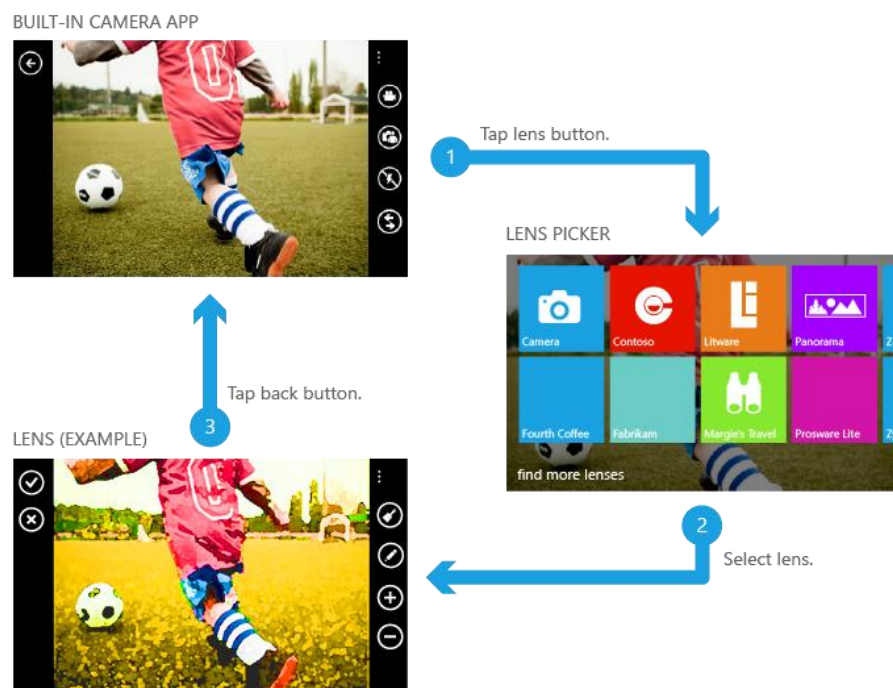 BUILT-IN CAMERA APP
1
Tap lens button.
LENS PICKER
Camera
Contoso
Litware
Panorama
Fourth Coffee
Fabrikam
Margie's Travel
Prosware Lite
find more lenses
2
Select lens.
Tap back button.
3
LENS (EXAMPLE)